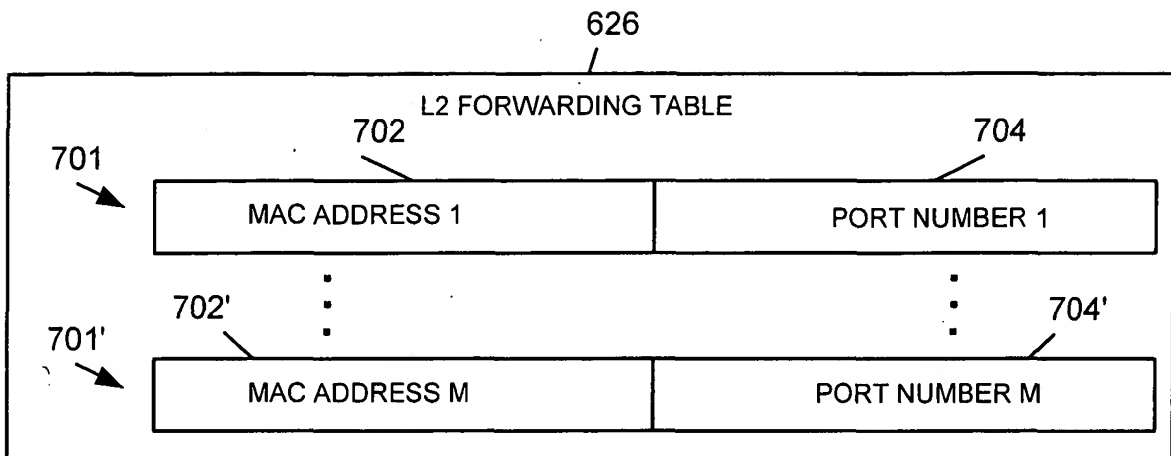 626
L2 FORWARDING TABLE
702 704
701
MAC ADDRESS 1 PORT NUMBER 1
702' 704'
701'
MAC ADDRESS M PORT NUMBER M